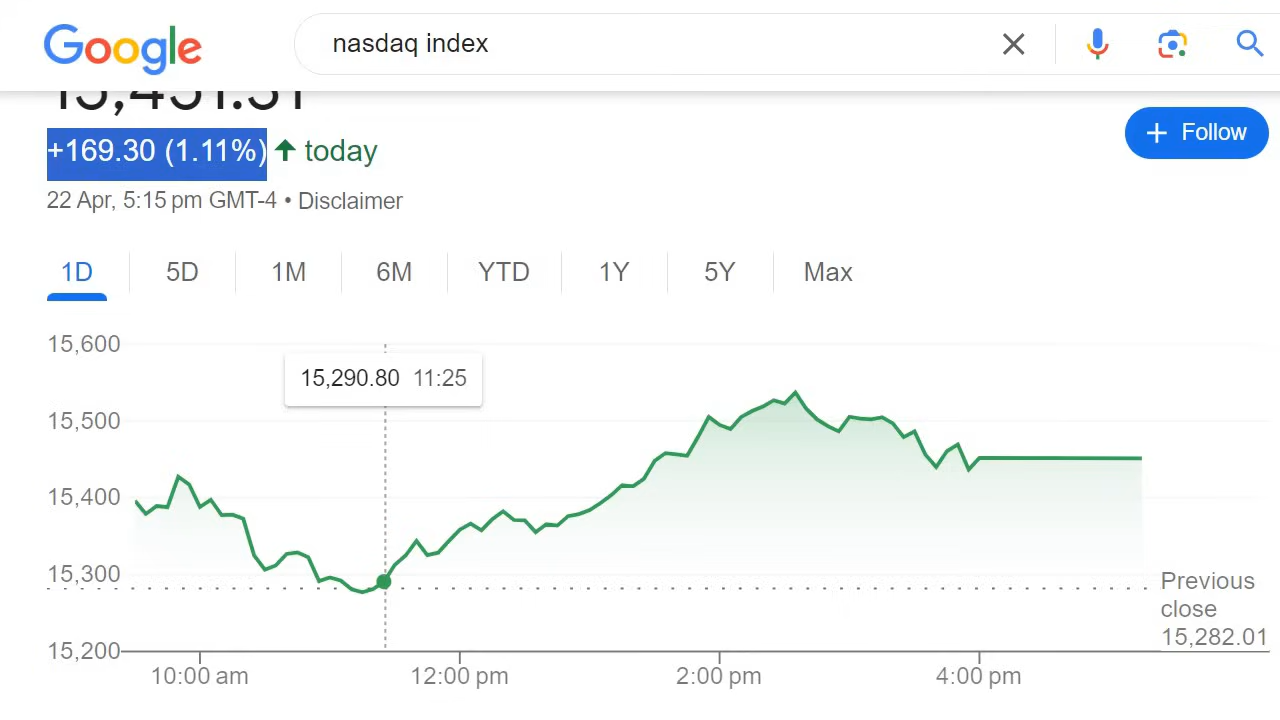 Google
nasdaq index
15,451.31
+169.30 (1.11%) ↑ today
+ Follow
22 Apr, 5:15 pm GMT-4 • Disclaimer
1D 5D 1M 6M YTD 1Y 5Y Max
15,600
15,290.80 11:25
15,500
15,400
15,300
Previous
close
15,282.01
15,200
10:00 am 12:00 pm 2:00 pm 4:00 pm